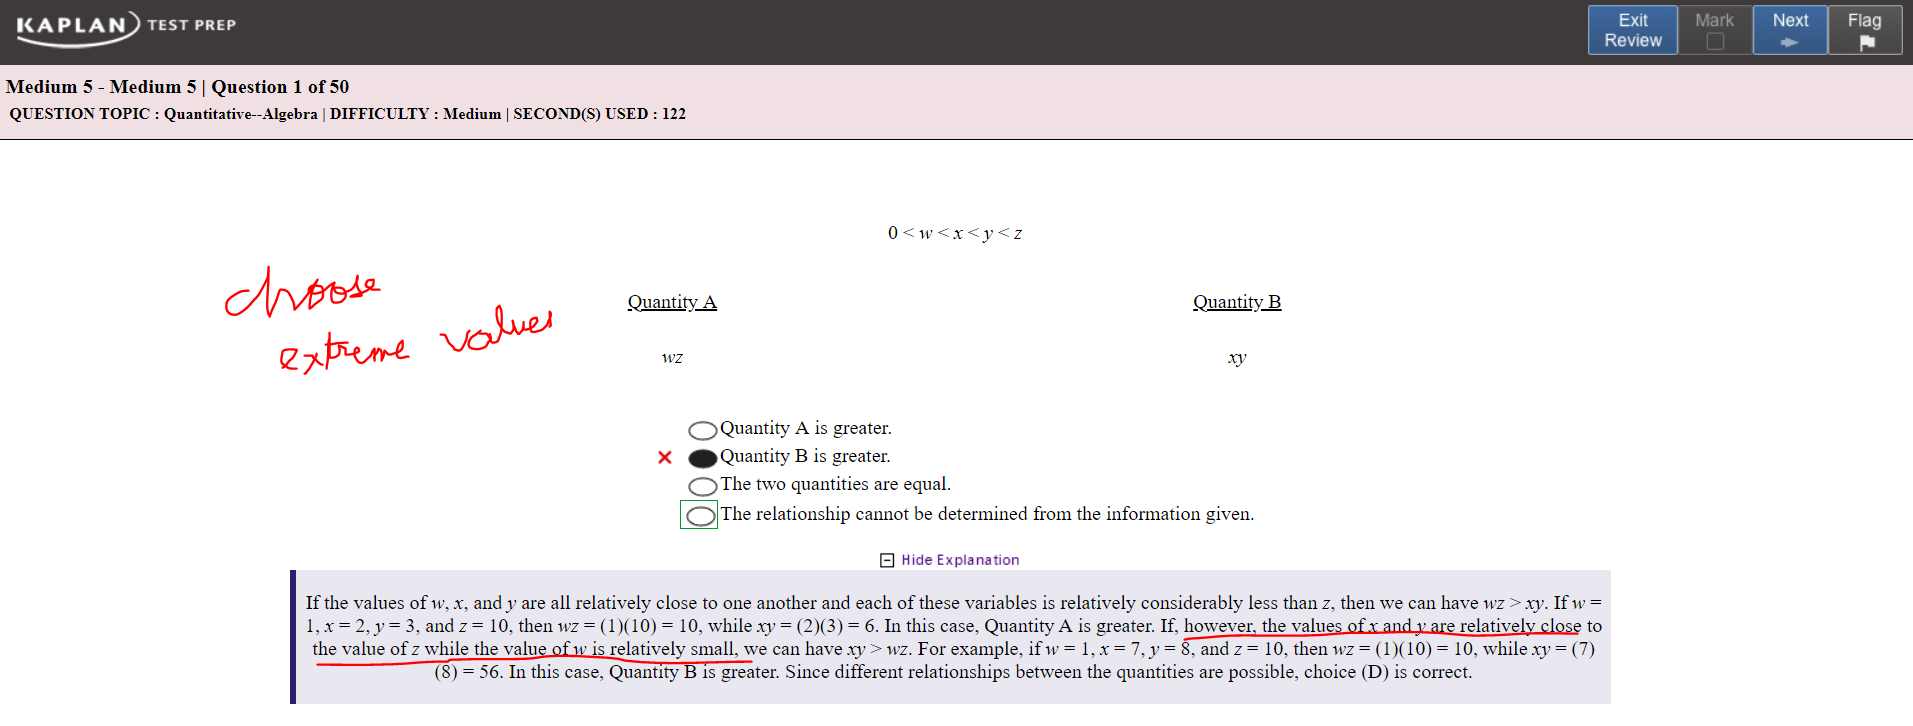 KAPLAN TEST PREP
Exit Review
Mark
Next
Flag
Medium 5 - Medium 5 | Question 1 of 50
QUESTION TOPIC : Quantitative--Algebra | DIFFICULTY : Medium | SECOND(S) USED : 122
0 < w < x < y < z
choose
extreme values
Quantity A
Quantity B
wz
xy
Quantity A is greater.
Quantity B is greater.
The two quantities are equal.
The relationship cannot be determined from the information given.
Hide Explanation
If the values of w, x, and y are all relatively close to one another and each of these variables is relatively considerably less than z, then we can have wz > xy. If w =
1, x = 2, y = 3, and z = 10, then wz = (1)(10) = 10, while xy = (2)(3) = 6. In this case, Quantity A is greater. If, however, the values of x and y are relatively close to
the value of z while the value of w is relatively small, we can have xy > wz. For example, if w = 1, x = 7, y = 8, and z = 10, then wz = (1)(10) = 10, while xy = (7)
(8) = 56. In this case, Quantity B is greater. Since different relationships between the quantities are possible, choice (D) is correct.